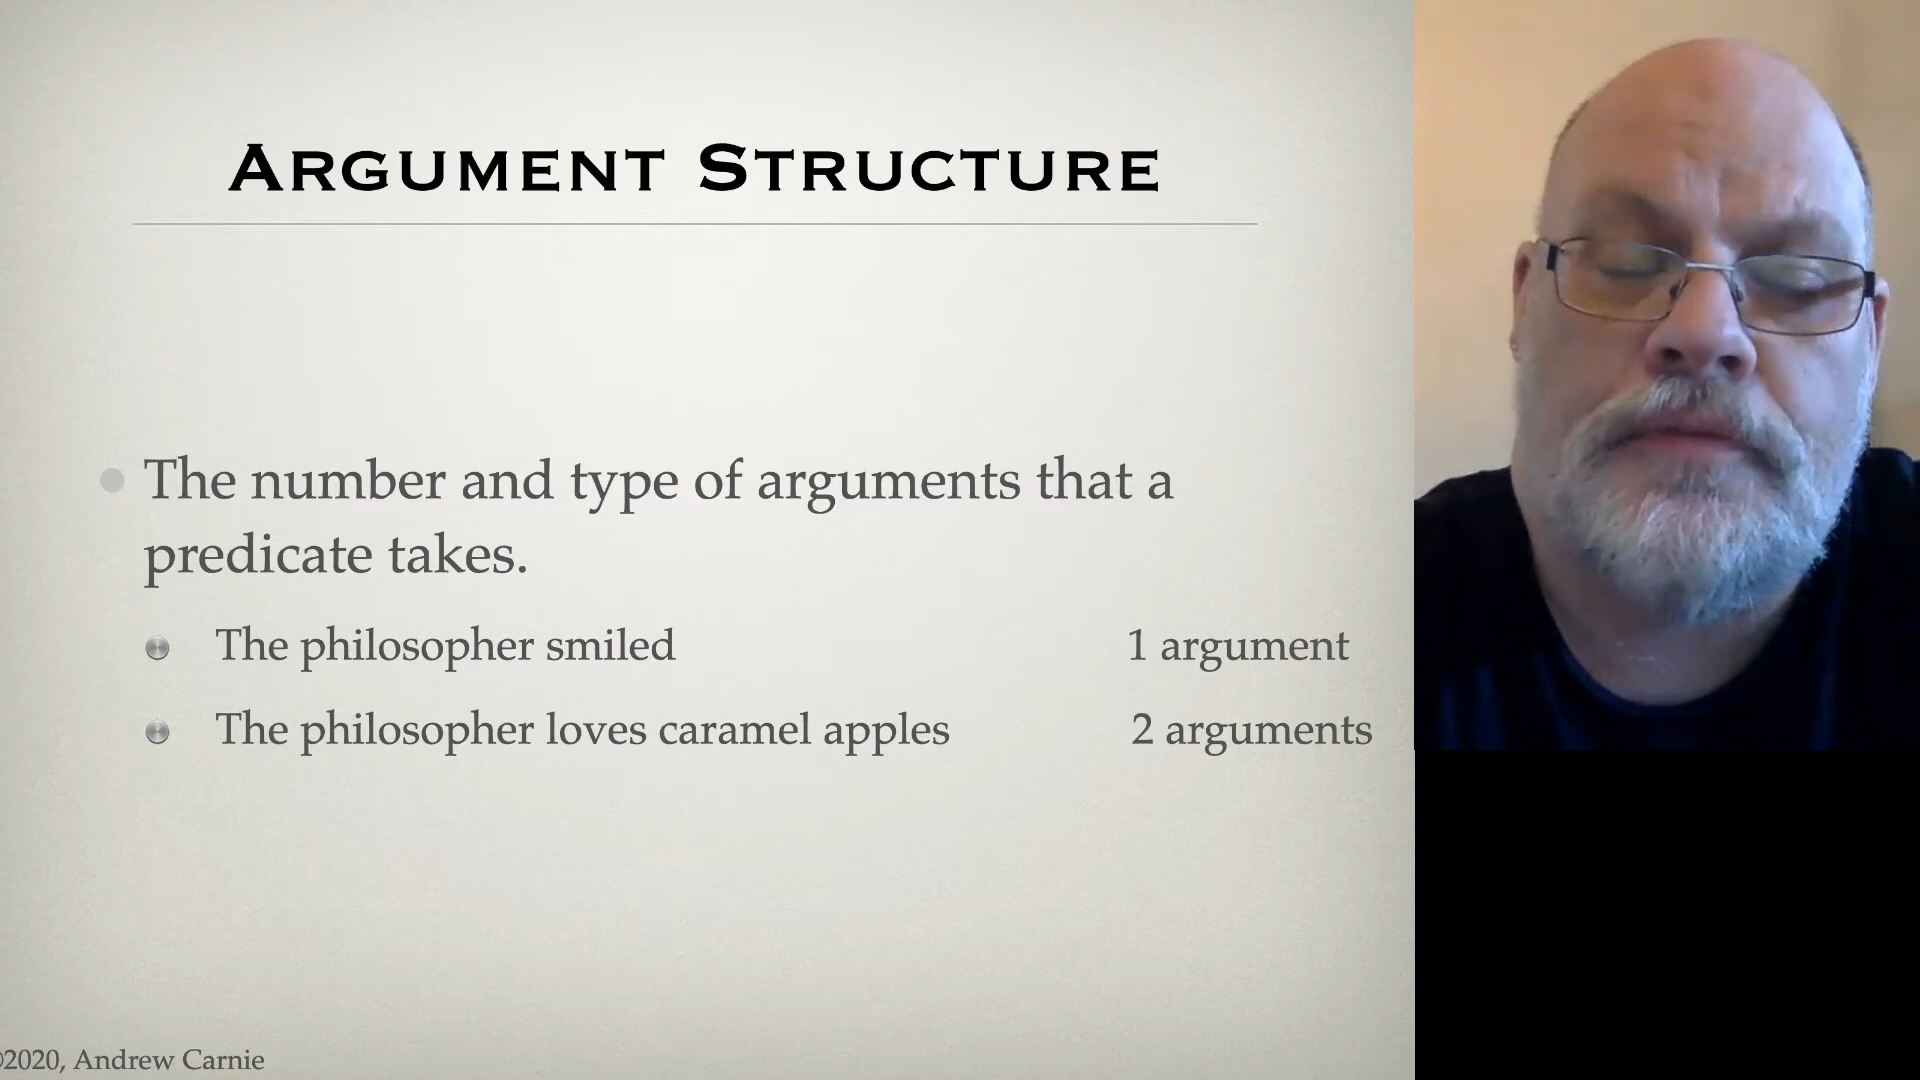 ARGUMENT STRUCTURE
The number and type of arguments that a
predicate takes.
The philosopher smiled 1 argument
The philosopher loves caramel apples 2 arguments
©2020, Andrew Carnie